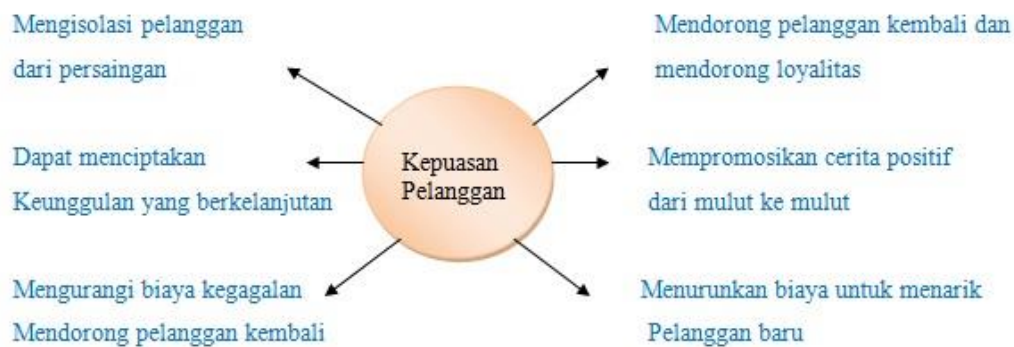 Mengisolasi pelanggan
dari persaingan
Mendorong pelanggan kembali dan
mendorong loyalitas
Dapat menciptakan
Keunggulan yang berkelanjutan
Kepuasan
Pelanggan
Mempromosikan cerita positif
dari mulut ke mulut
Mengurangi biaya kegagalan
Mendorong pelanggan kembali
Menurunkan biaya untuk menarik
Pelanggan baru